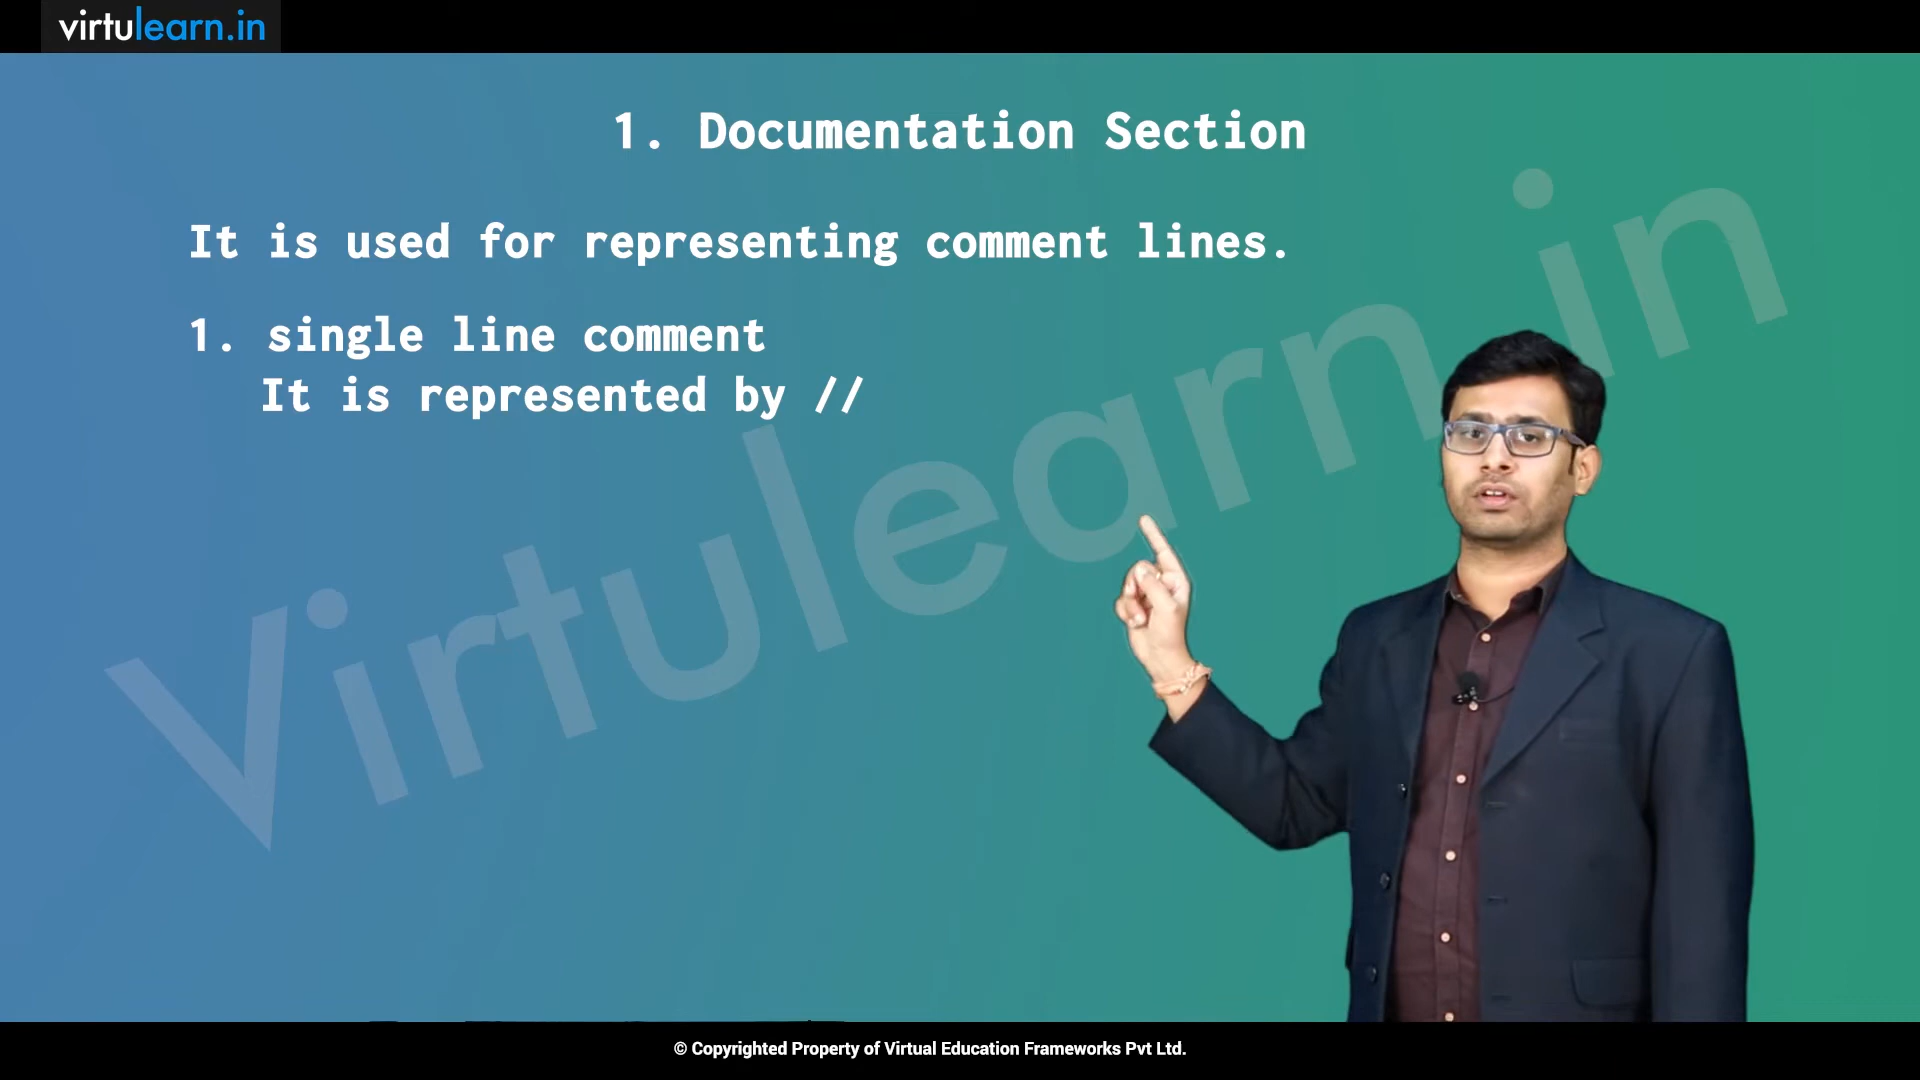 virtulearn.in
1. Documentation Section
It is used for representing comment lines.
1. single line comment
It is represented by //
Virtulearn.in
© Copyrighted Property of Virtual Education Frameworks Pvt Ltd.